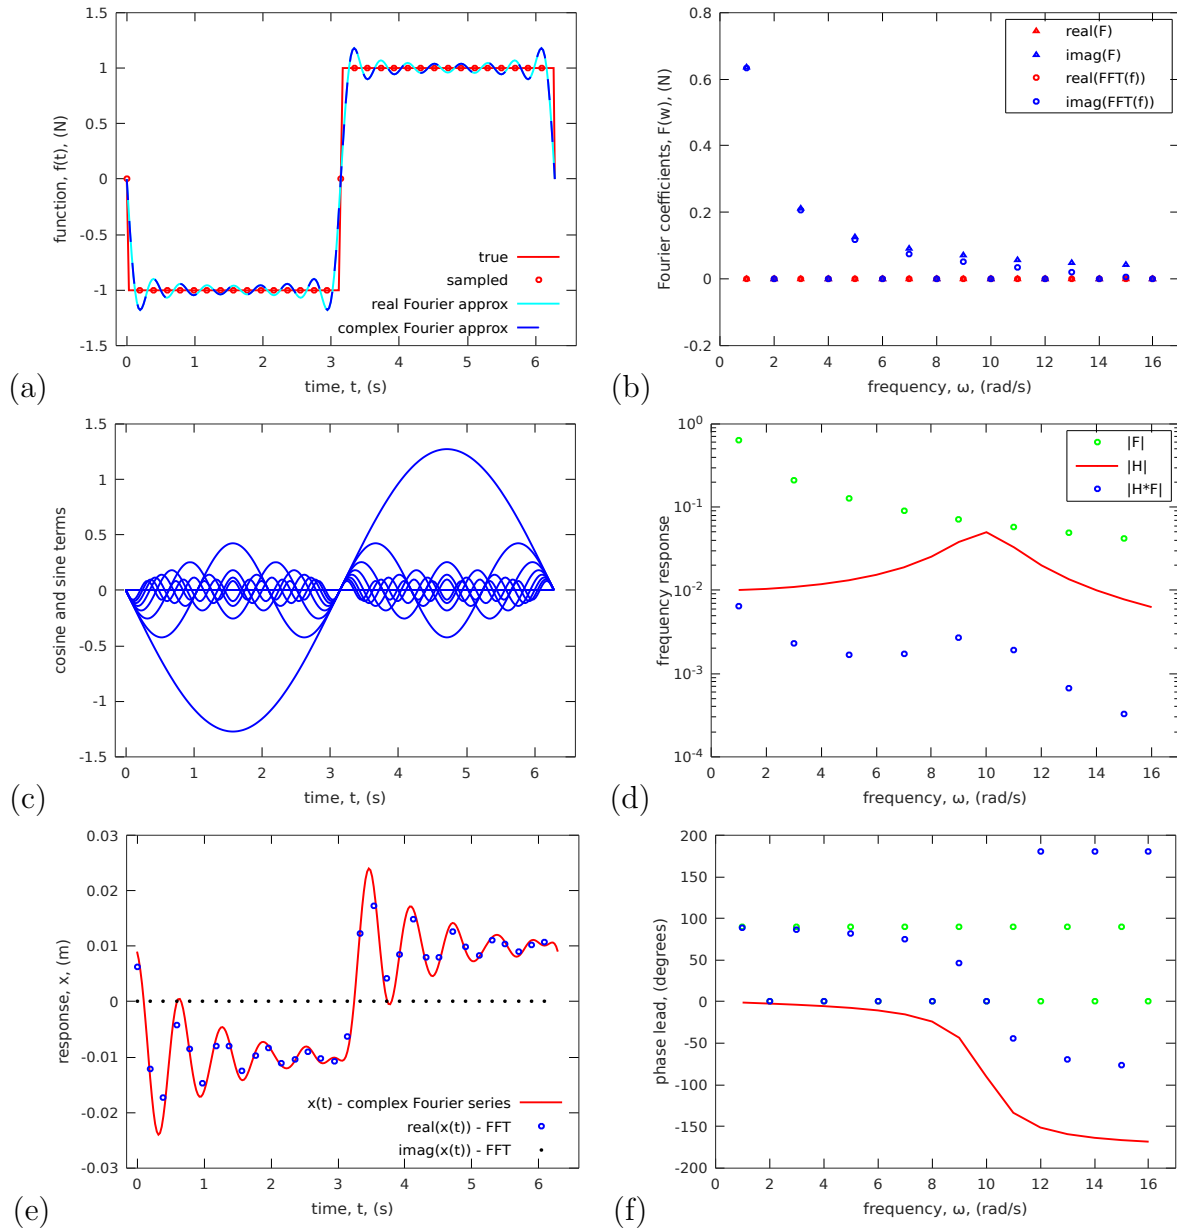 1.5
1
0.5
0
-0.5
-1
-1.5
function, f(t), (N)
true
sampled
real Fourier approx
complex Fourier approx
0 1 2 3 4 5 6
time, t, (s)
(a)
0.8
0.6
0.4
0.2
0
-0.2
Fourier coefficients, F(w), (N)
real(F)
imag(F)
real(FFT(f))
imag(FFT(f))
0 2 4 6 8 10 12 14 16
frequency, ω, (rad/s)
(b)
1.5
1
0.5
0
-0.5
-1
-1.5
cosine and sine terms
0 1 2 3 4 5 6
time, t, (s)
(c)
10^0
10^-1
10^-2
10^-3
10^-4
frequency response
|F|
|H|
|H*F|
0 2 4 6 8 10 12 14 16
frequency, ω, (rad/s)
(d)
0.03
0.02
0.01
0
-0.01
-0.02
-0.03
response, x, (m)
x(t) - complex Fourier series
real(x(t)) - FFT
imag(x(t)) - FFT
0 1 2 3 4 5 6
time, t, (s)
(e)
200
150
100
50
0
-50
-100
-150
-200
phase lead, (degrees)
0 2 4 6 8 10 12 14 16
frequency, ω, (rad/s)
(f)